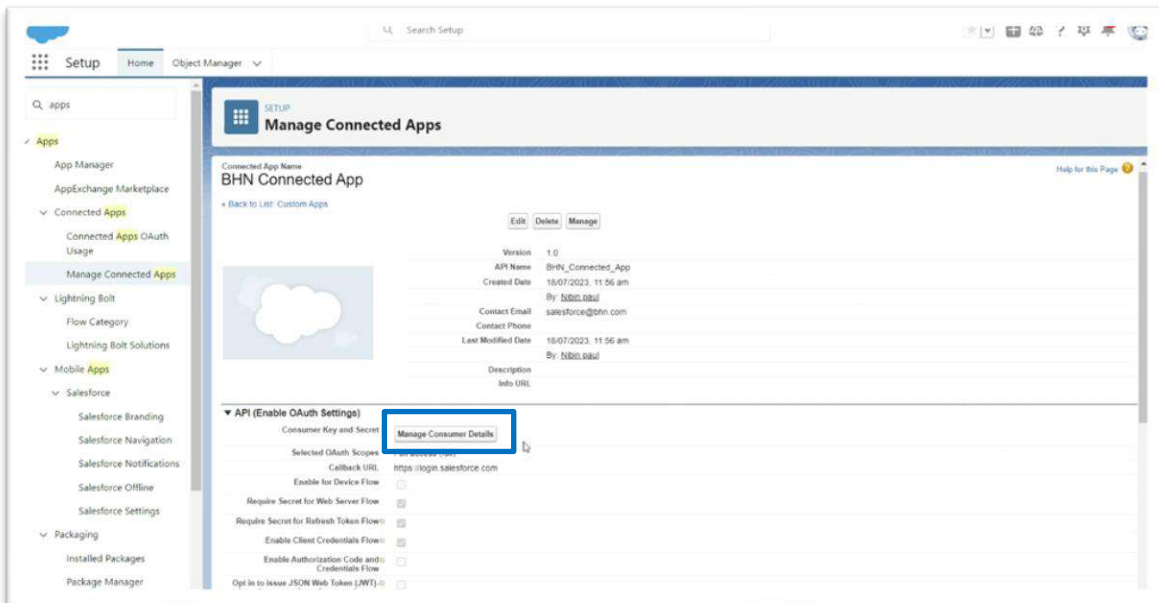 Search Setup
Setup
Home
Object Manager
apps
Apps
App Manager
AppExchange Marketplace
Connected Apps
Connected Apps OAuth
Usage
Manage Connected Apps
Lightning Bolt
Flow Category
Lightning Bolt Solutions
Mobile Apps
Salesforce
Salesforce Branding
Salesforce Navigation
Salesforce Notifications
Salesforce Offline
Salesforce Settings
Packaging
Installed Packages
Package Manager
SETUP
Manage Connected Apps
Connected App Name
BHN Connected App
Help for this Page
« Back to List: Custom Apps
Edit Delete Manage
Version 1.0
API Name BHN_Connected_App
Created Date 18/07/2023, 11:56 am
By: Nibin paul
Contact Email salesforce@bhn.com
Contact Phone
Last Modified Date 18/07/2023, 11:56 am
By: Nibin paul
Description
Info URL
API (Enable OAuth Settings)
Consumer Key and Secret Manage Consumer Details
Selected OAuth Scopes
Callback URL https://login.salesforce.com
Enable for Device Flow
Require Secret for Web Server Flow
Require Secret for Refresh Token Flow
Enable Client Credentials Flow
Enable Authorization Code and
Credentials Flow
Opt in to issue JSON Web Token (JWT)-